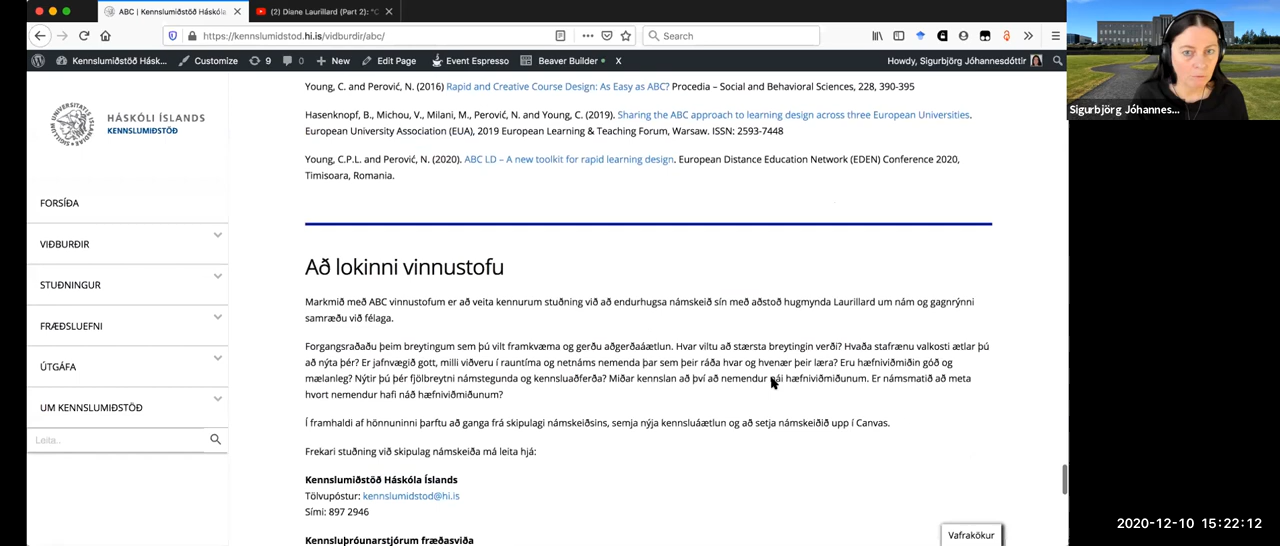 ABC | Kennslumiðstöð Háskóla
(2) Diane Laurillard (Part 2): "C
https://kennslumidstod.hi.is/vidburdir/abc/
Search
Kennslumiðstöð Hásk…
Customize
9
0
New
Edit Page
Event Espresso
Beaver Builder
X
Howdy, Sigurbjörg Jóhannesdóttir
Sigurbjörg Jóhannes…
HÁSKÓLI ÍSLANDS
KENNSLUMIÐSTÖÐ
FORSÍÐA
VIÐBURÐIR
STUÐNINGUR
FRÆÐSLUEFNI
ÚTGÁFA
UM KENNSLUMIÐSTÖÐ
Leita..
Young, C. and Perović, N. (2016) Rapid and Creative Course Design: As Easy as ABC? Procedia – Social and Behavioral Sciences, 228, 390-395
Hasenknopf, B., Michou, V., Milani, M., Perović, N. and Young, C. (2019). Sharing the ABC approach to learning design across three European Universities.
European University Association (EUA), 2019 European Learning & Teaching Forum, Warsaw. ISSN: 2593-7448
Young, C.P.L. and Perović, N. (2020). ABC LD – A new toolkit for rapid learning design. European Distance Education Network (EDEN) Conference 2020,
Timisoara, Romania.
Að lokinni vinnustofu
Markmið með ABC vinnustofum er að veita kennurum stuðning við að endurhugsa námskeið sín með aðstoð hugmynda Laurillard um nám og gagnrýnni
samræðu við félaga.
Forgangsraðaðu þeim breytingum sem þú vilt framkvæma og gerðu aðgerðaáætlun. Hvar viltu að stærsta breytingin verði? Hvaða stafrænu valkosti ætlar þú
að nýta þér? Er jafnvægið gott, milli viðveru í rauntíma og netnáms nemenda þar sem þeir ráða hvar og hvenær þeir læra? Eru hæfniviðmiðin góð og
mælanleg? Nýtir þú þér fjölbreytni námstegunda og kennsluaðferða? Miðar kennslan að því að nemendur nái hæfniviðmiðunum. Er námsmatið að meta
hvort nemendur hafi náð hæfniviðmiðunum?
Í framhaldi af hönnuninni þarftu að ganga frá skipulagi námskeiðsins, semja nýja kennsluáætlun og að setja námskeiðið upp í Canvas.
Frekari stuðning við skipulag námskeiða má leita hjá:
Kennslumiðstöð Háskóla Íslands
Tölvupóstur: kennslumidstod@hi.is
Sími: 897 2946
Kennsluþróunarstjórum fræðasviða
Vafrakökur
2020-12-10 15:22:12